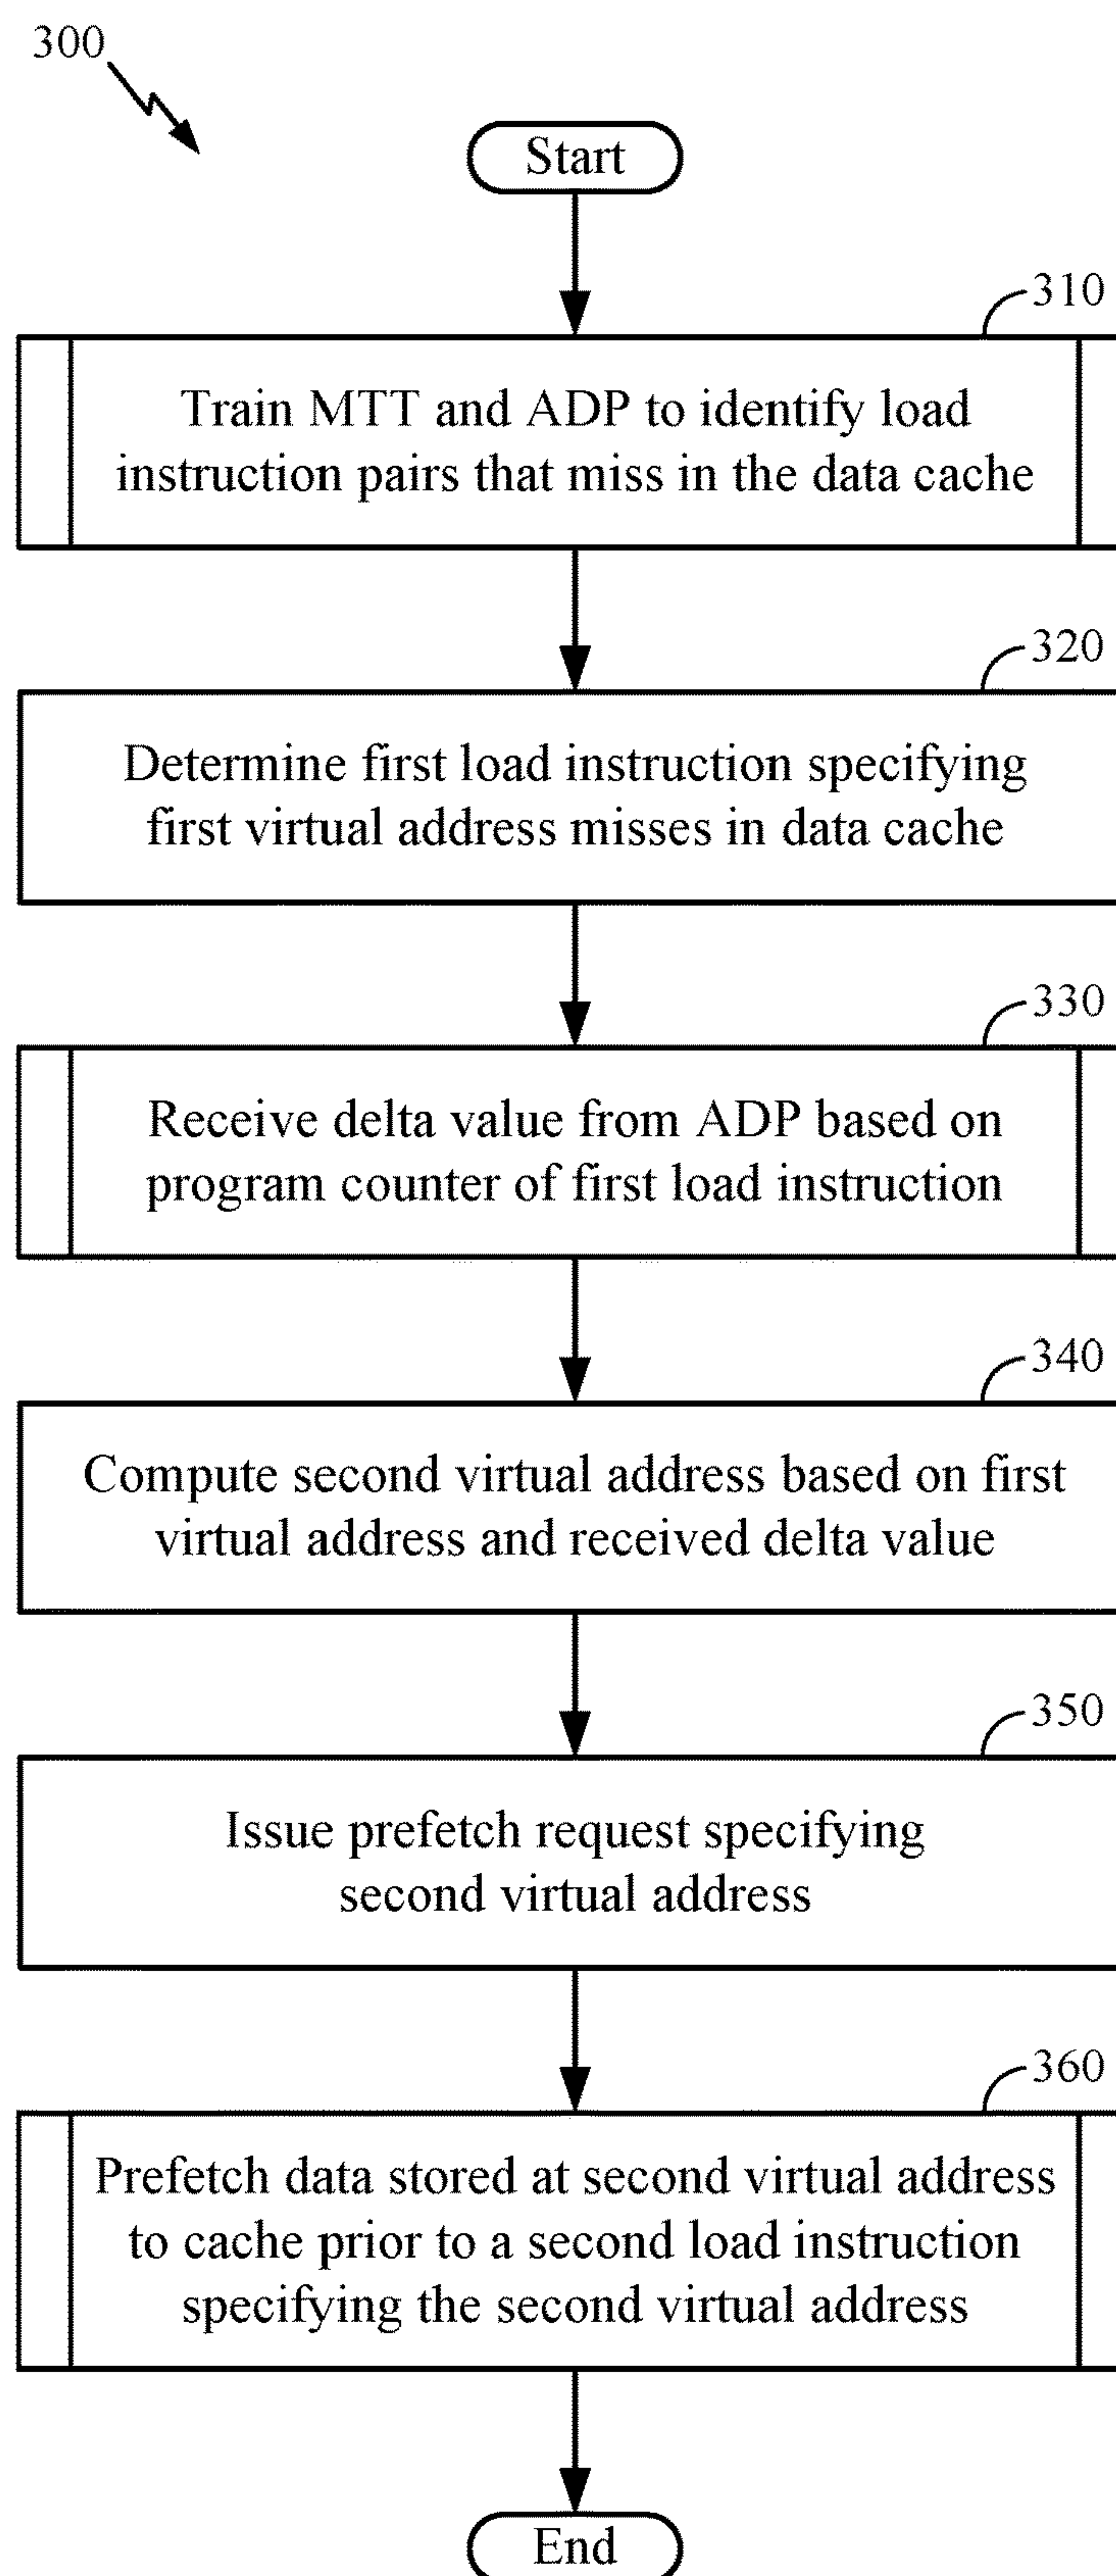 300
Start
310
Train MTT and ADP to identify load
instruction pairs that miss in the data cache
320
Determine first load instruction specifying
first virtual address misses in data cache
330
Receive delta value from ADP based on
program counter of first load instruction
340
Compute second virtual address based on first
virtual address and received delta value
350
Issue prefetch request specifying
second virtual address
360
Prefetch data stored at second virtual address
to cache prior to a second load instruction
specifying the second virtual address
End